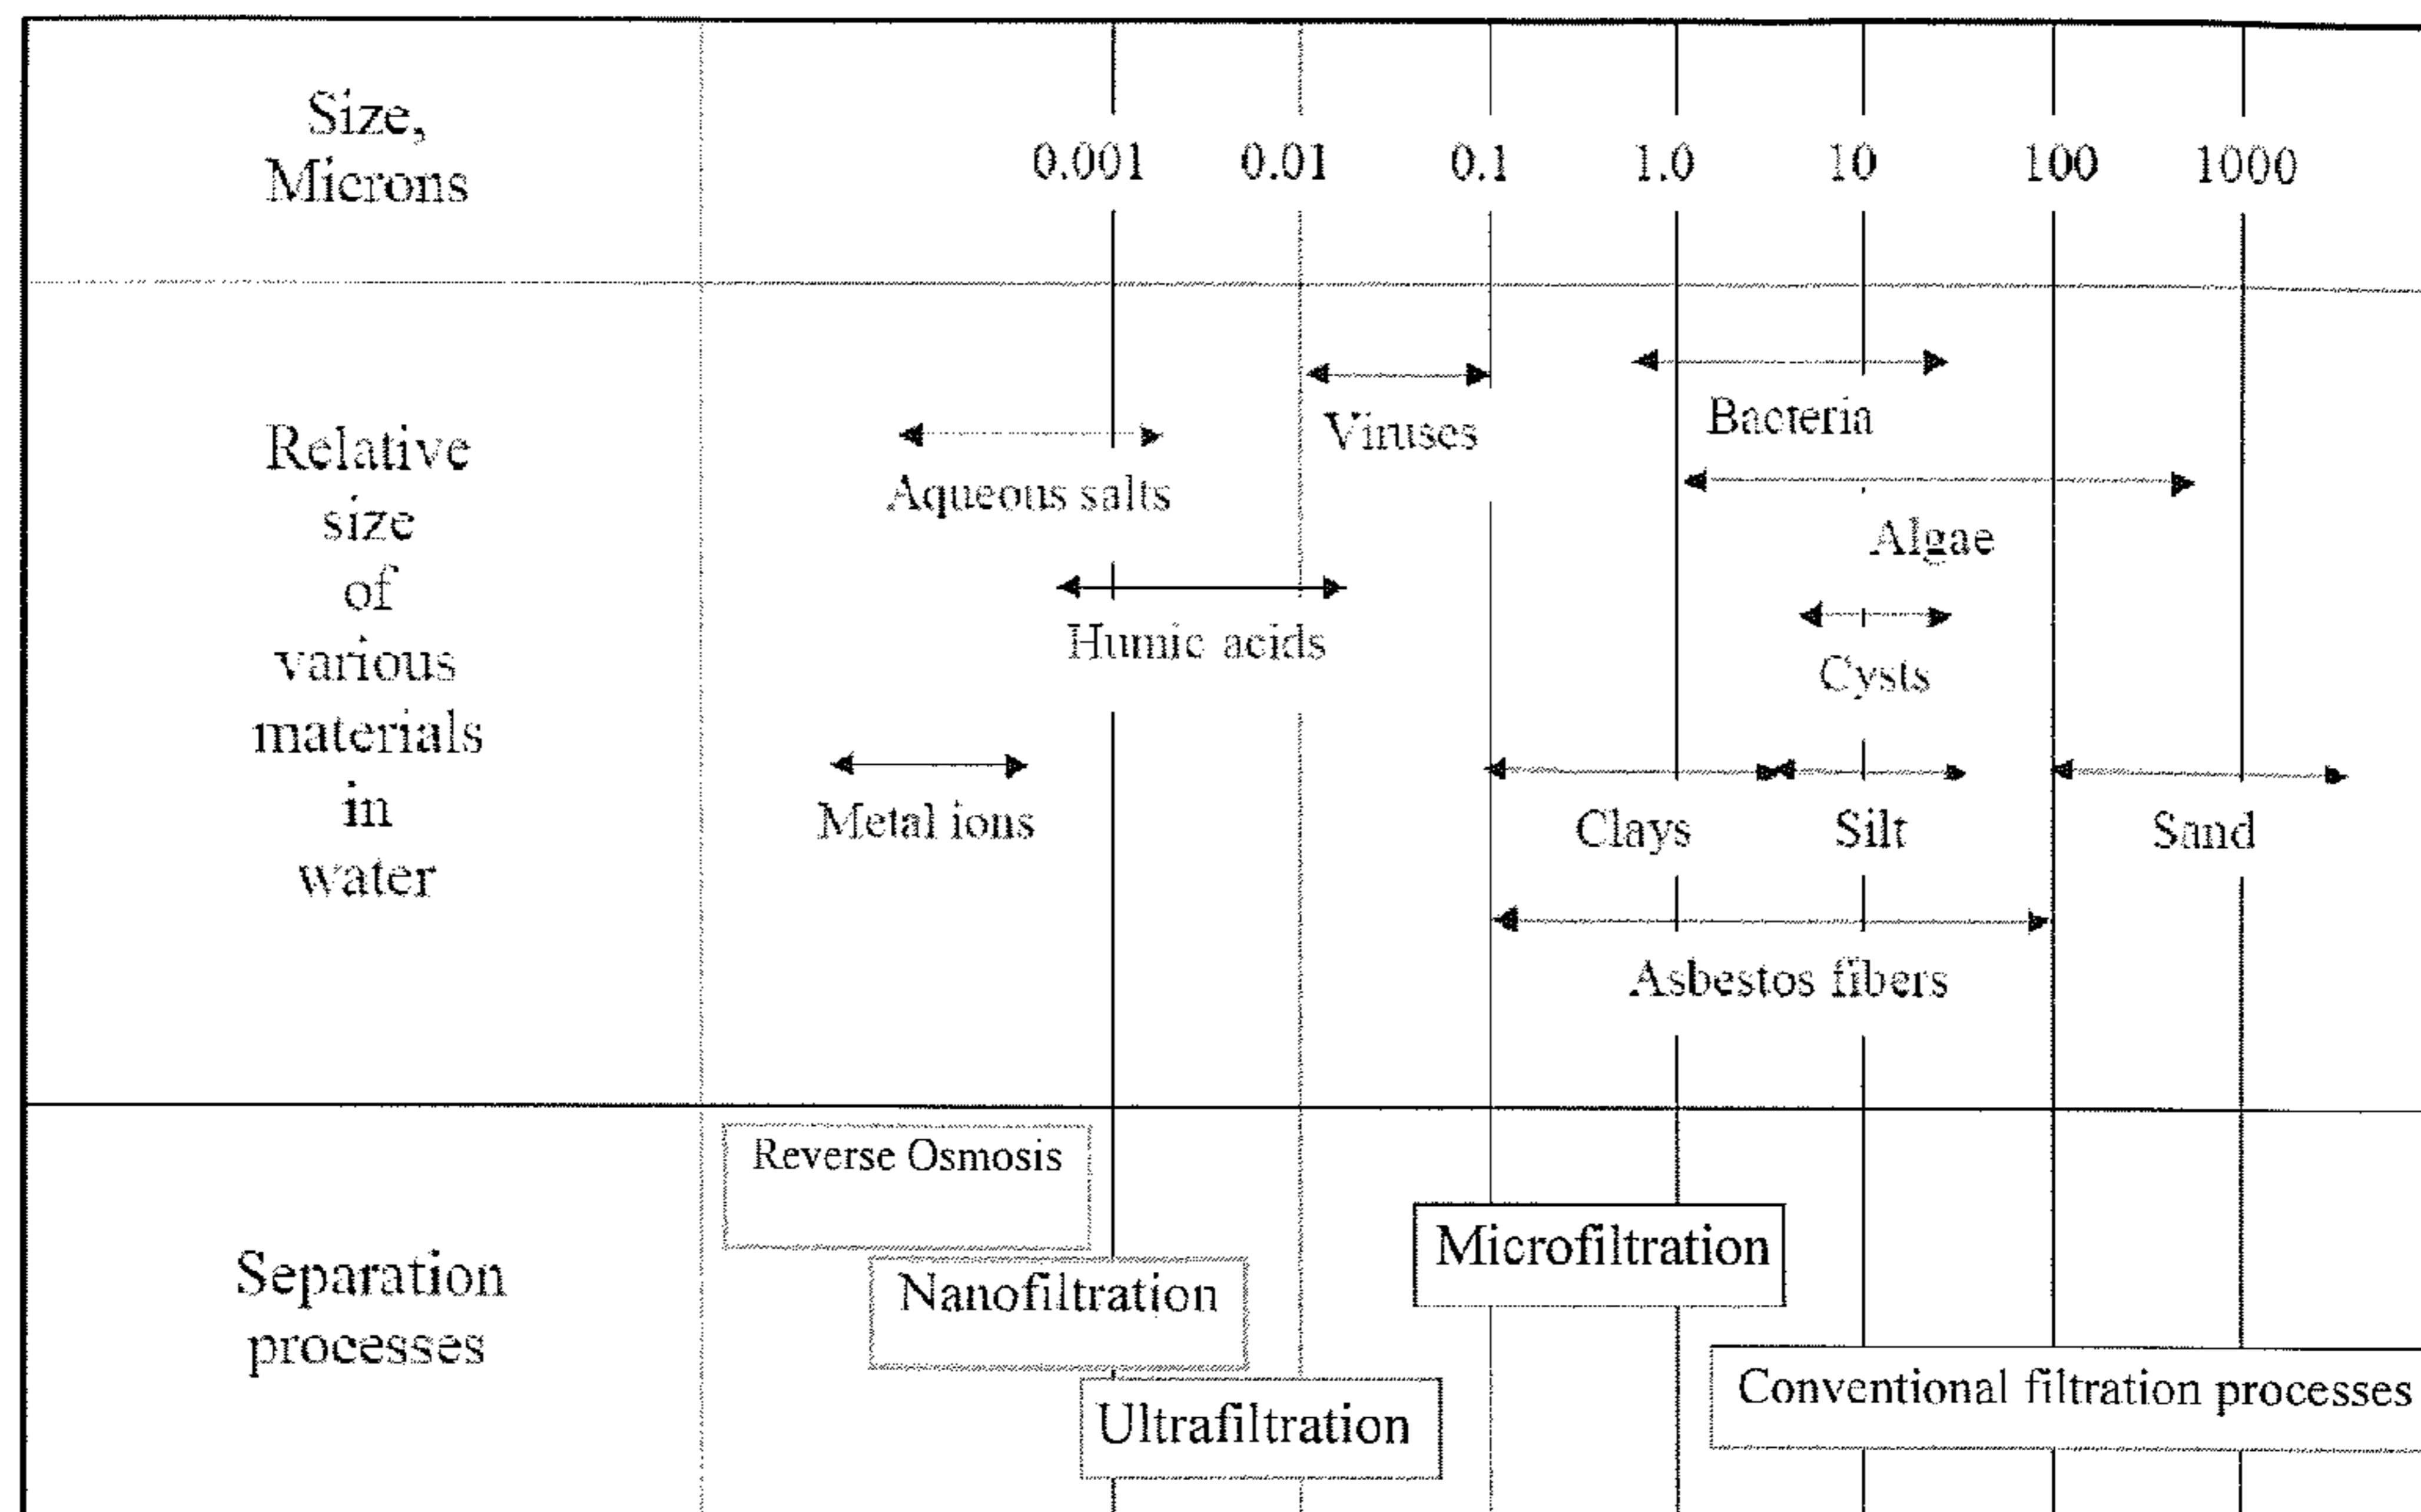 Size,
Microns
0.001 0.01 0.1 1.0 10 100 1000
Relative
size
of
various
materials
in
water
Viruses
Bacteria
Aqueous salts
Algae
Humic acids
Cysts
Metal ions
Clays
Silt
Sand
Asbestos fibers
Separation
processes
Reverse Osmosis
Nanofiltration
Microfiltration
Ultrafiltration
Conventional filtration processes